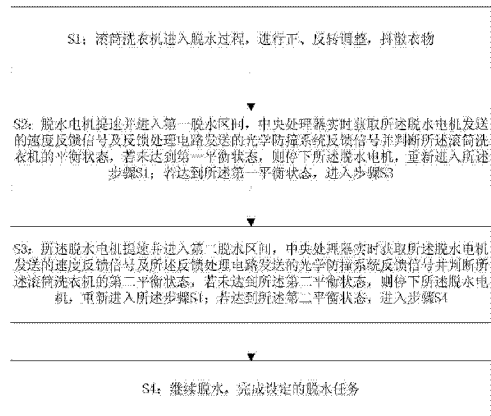 S1：滚筒洗衣机进入脱水过程，进行正、反转调整，抖散衣物
S2：脱水电机提速并进入第一脱水区间，中央处理器实时获取所述脱水电机发送
的速度反馈信号及反馈处理电路发送的光学防撞系统反馈信号并判断所述滚筒洗
衣机的平衡状态，若未达到第一平衡状态，则停下所述脱水电机，重新进入所述
步骤S1；若达到所述第一平衡状态，进入步骤S3
S3：所述脱水电机提速并进入第二脱水区间，中央处理器实时获取所述脱水电机
发送的速度反馈信号及所述反馈处理电路发送的光学防撞系统反馈信号并判断所
述滚筒洗衣机的第二平衡状态，若未达到所述第二平衡状态，则停下所述脱水电
机，重新进入所述步骤S1；若达到所述第二平衡状态，进入步骤S4
S4：继续脱水，完成设定的脱水任务